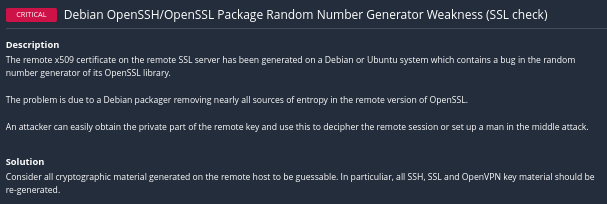 CRITICAL Debian OpenSSH/OpenSSL Package Random Number Generator Weakness (SSL check)
Description
The remote x509 certificate on the remote SSL server has been generated on a Debian or Ubuntu system which contains a bug in the random
number generator of its OpenSSL library.
The problem is due to a Debian packager removing nearly all sources of entropy in the remote version of OpenSSL.
An attacker can easily obtain the private part of the remote key and use this to decipher the remote session or set up a man in the middle attack.
Solution
Consider all cryptographic material generated on the remote host to be guessable. In particuliar, all SSH, SSL and OpenVPN key material should be
re-generated.